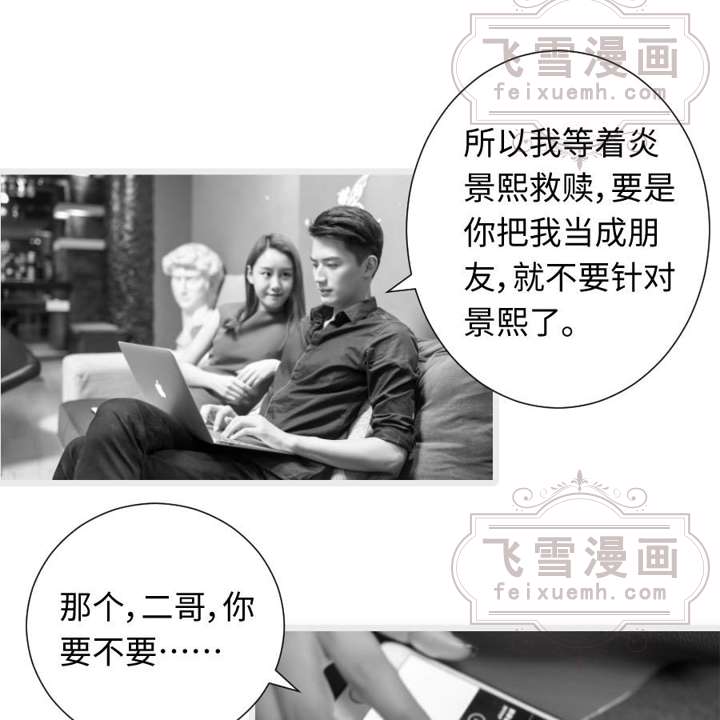 飞雪漫画
feixuemh.com
所以我等着炎
景熙救赎，要是
你把我当成朋
友，就不要针对
景熙了。
飞雪漫画
feixuemh.com
那个，二哥，你
要不要······